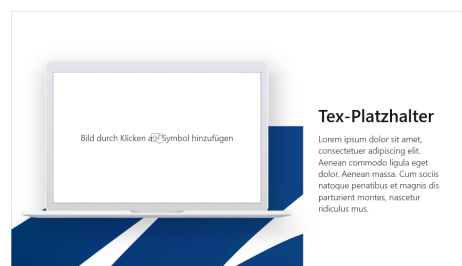 Bild durch Klicken auf Symbol hinzufügen
Tex-Platzhalter
Lorem ipsum dolor sit amet,
consectetuer adipiscing elit.
Aenean commodo ligula eget
dolor. Aenean massa. Cum sociis
natoque penatibus et magnis dis
parturient montes, nascetur
ridiculus mus.